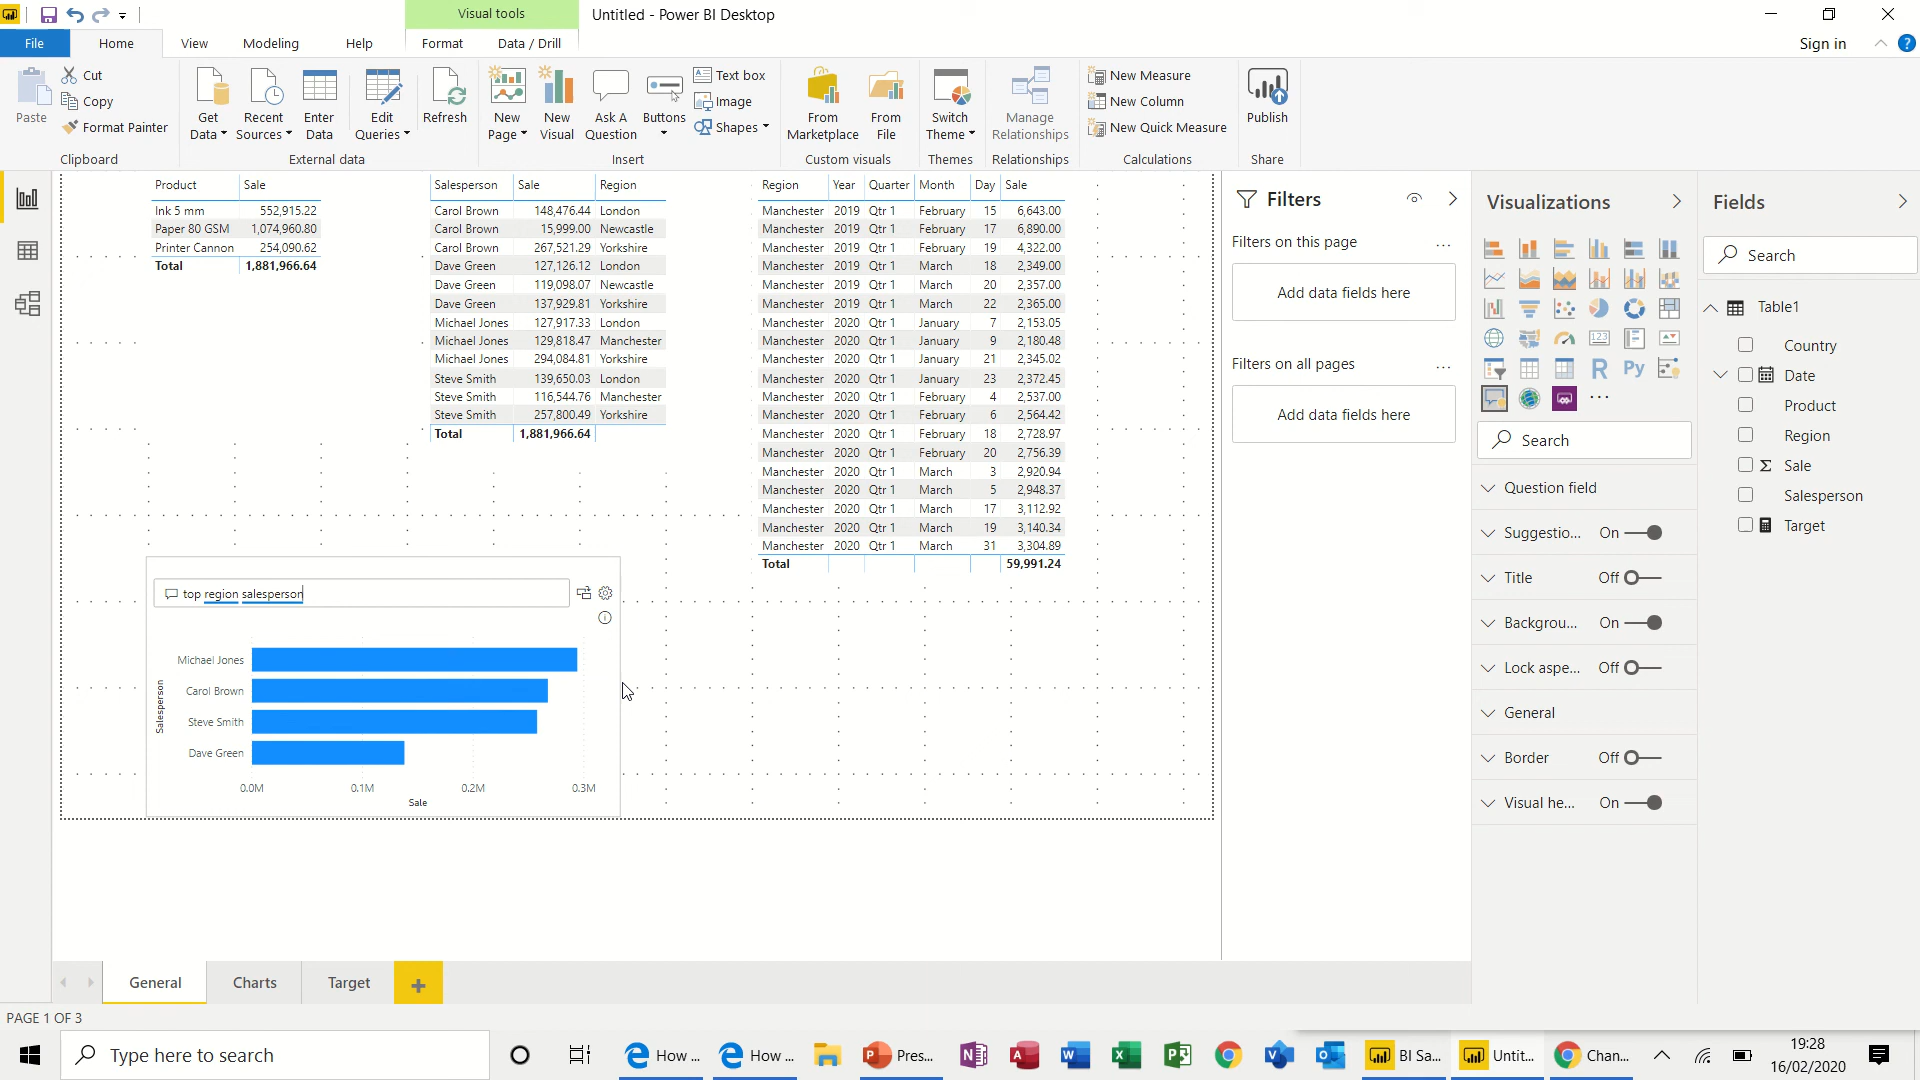 Visual tools
Untitled - Power BI Desktop
File
Home
View
Modeling
Help
Format
Data / Drill
Sign in
Paste
Cut
Copy
Format Painter
Clipboard
Get Data
Recent Sources
Enter Data
Edit Queries
Refresh
External data
New Page
New Visual
Ask A Question
Buttons
Text box
Image
Shapes
Insert
From Marketplace
From File
Custom visuals
Switch Theme
Themes
Manage Relationships
Relationships
New Measure
New Column
New Quick Measure
Calculations
Publish
Share
Product Sale
Ink 5 mm 552,915.22
Paper 80 GSM 1,074,960.80
Printer Cannon 254,090.62
Total 1,881,966.64
Salesperson Sale Region
Carol Brown 148,476.44 London
Carol Brown 15,999.00 Newcastle
Carol Brown 267,521.29 Yorkshire
Dave Green 127,126.12 London
Dave Green 119,098.07 Newcastle
Dave Green 137,929.81 Yorkshire
Michael Jones 127,917.33 London
Michael Jones 129,818.47 Manchester
Michael Jones 294,084.81 Yorkshire
Steve Smith 139,650.03 London
Steve Smith 116,544.76 Manchester
Steve Smith 257,800.49 Yorkshire
Total 1,881,966.64
Region Year Quarter Month Day Sale
Manchester 2019 Qtr 1 February 15 6,643.00
Manchester 2019 Qtr 1 February 17 6,890.00
Manchester 2019 Qtr 1 February 19 4,322.00
Manchester 2019 Qtr 1 March 18 2,349.00
Manchester 2019 Qtr 1 March 20 2,357.00
Manchester 2019 Qtr 1 March 22 2,365.00
Manchester 2020 Qtr 1 January 7 2,153.05
Manchester 2020 Qtr 1 January 9 2,180.48
Manchester 2020 Qtr 1 January 21 2,345.02
Manchester 2020 Qtr 1 January 23 2,372.45
Manchester 2020 Qtr 1 February 4 2,537.00
Manchester 2020 Qtr 1 February 6 2,564.42
Manchester 2020 Qtr 1 February 18 2,728.97
Manchester 2020 Qtr 1 February 20 2,756.39
Manchester 2020 Qtr 1 March 3 2,920.94
Manchester 2020 Qtr 1 March 5 2,948.37
Manchester 2020 Qtr 1 March 17 3,112.92
Manchester 2020 Qtr 1 March 19 3,140.34
Manchester 2020 Qtr 1 March 31 3,304.89
Total 59,991.24
top region salesperson
Salesperson
Michael Jones
Carol Brown
Steve Smith
Dave Green
0.0M 0.1M 0.2M 0.3M
Sale
Filters
Filters on this page ...
Add data fields here
Filters on all pages ...
Add data fields here
Visualizations
R Py
123
...
Search
Question field
Suggestio... On
Title Off
Backgrou... On
Lock aspe... Off
General
Border Off
Visual he... On
Fields
Search
Table1
Country
Date
Product
Region
Σ Sale
Salesperson
Target
General
Charts
Target
+
PAGE 1 OF 3
Type here to search
How ...
How ...
Pres...
BI Sa...
Untit...
Chan...
19:28
16/02/2020